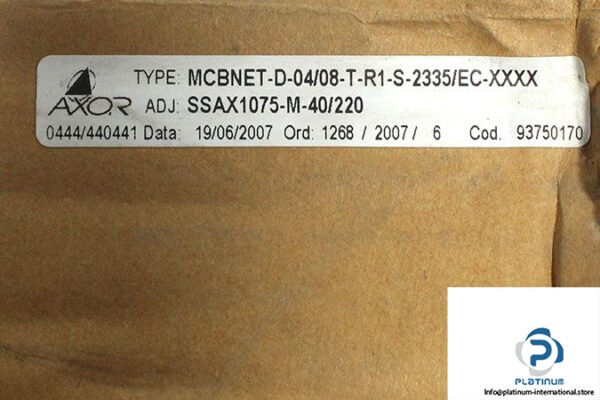 TYPE: MCBNET-D-04/08-T-R1-S-2335/EC-XXXX
AXOR ADJ: SSAX1075-M-40/220
0444/440441 Data: 19/06/2007 Ord: 1268 / 2007 / 6 Cod. 93750170
PLATINUM
Info@platinum-international.store